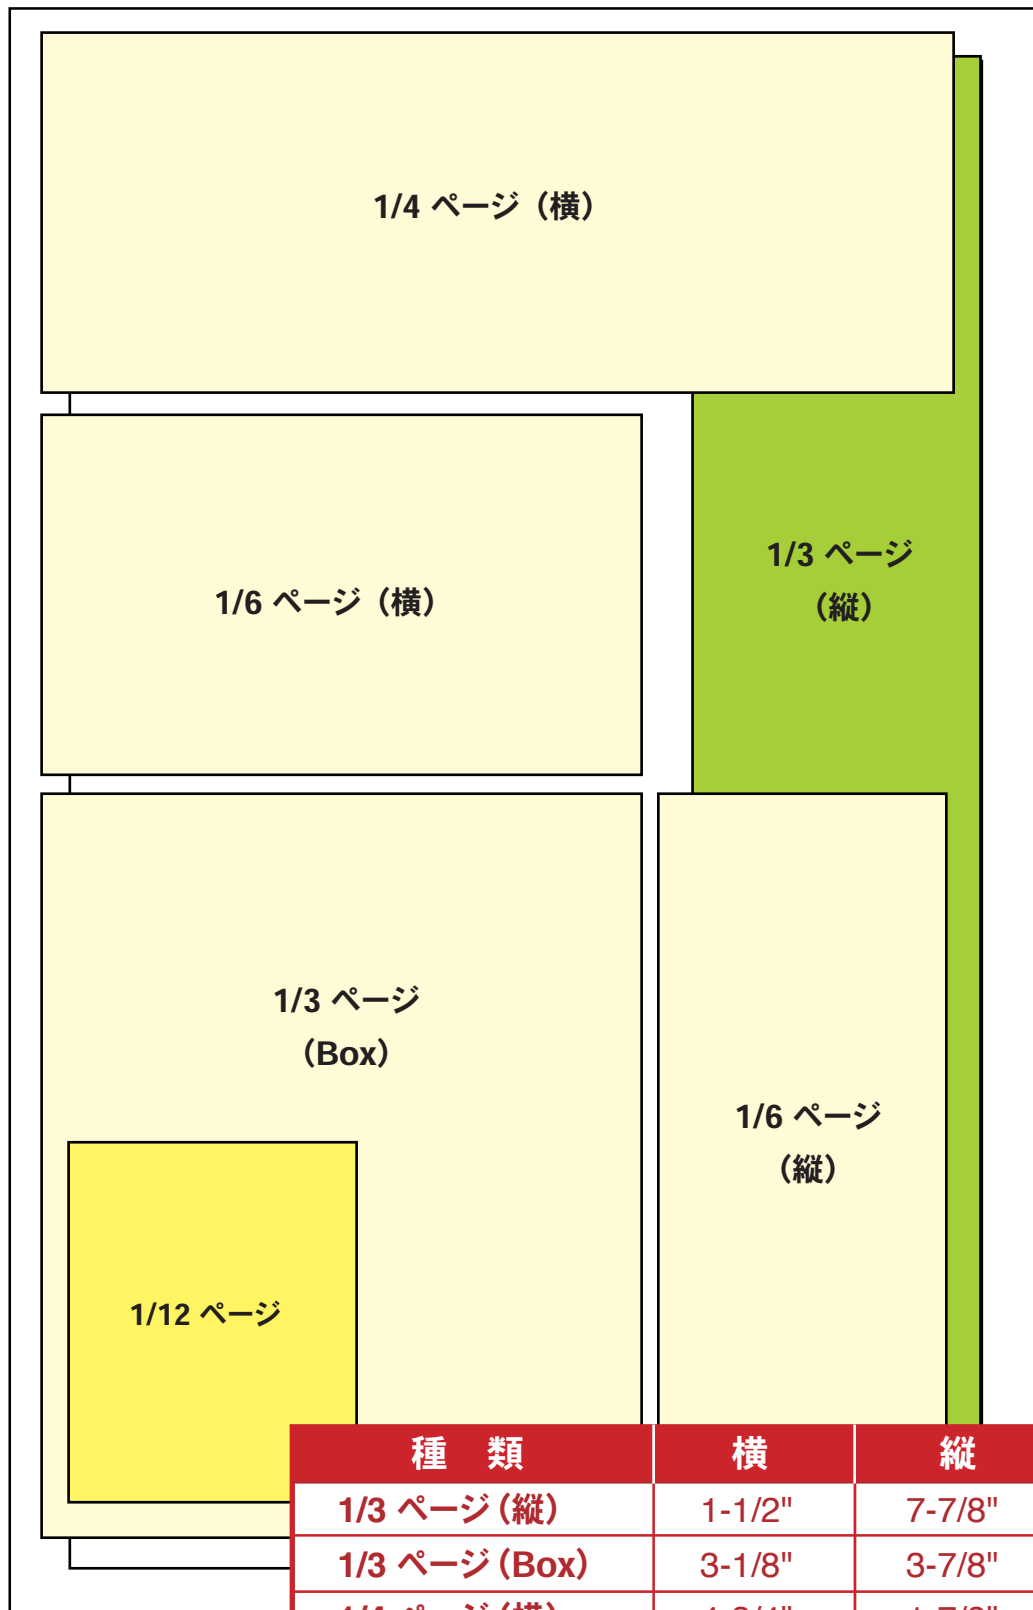 1/4 ページ（横）
1/6 ページ（横）
1/3 ページ
（縦）
1/3 ページ
（Box）
1/6 ページ
（縦）
1/12 ページ
種 類 横 縦
1/3 ページ（縦） 1-1/2" 7-7/8"
1/3 ページ（Box） 3-1/8" 3-7/8"